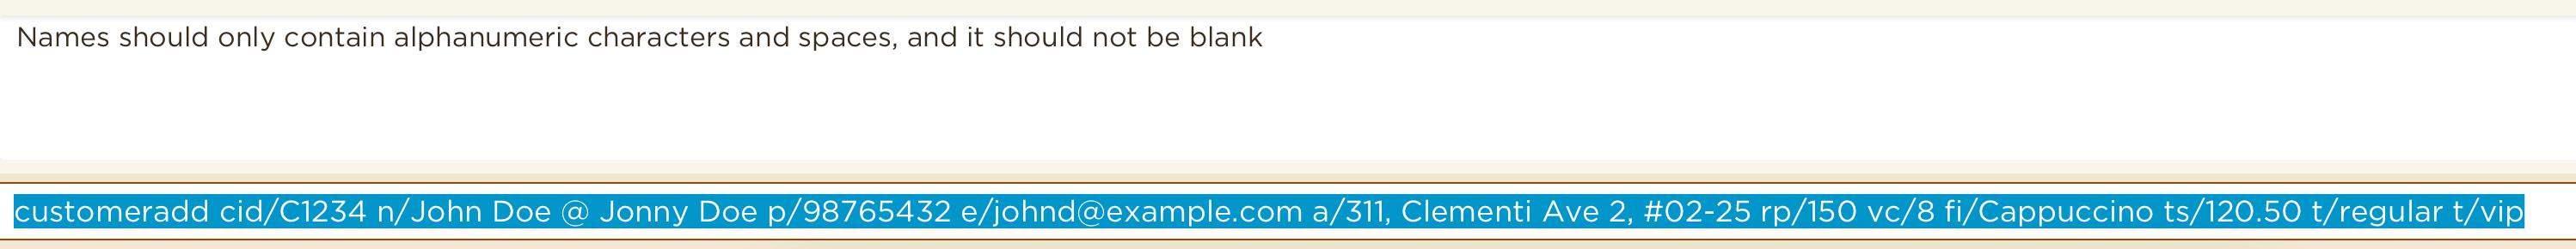 Names should only contain alphanumeric characters and spaces, and it should not be blank
customeradd cid/C1234 n/John Doe @ Jonny Doe p/98765432 e/johnd@example.com a/311, Clementi Ave 2, #02-25 rp/150 vc/8 fi/Cappuccino ts/120.50 t/regular t/vip